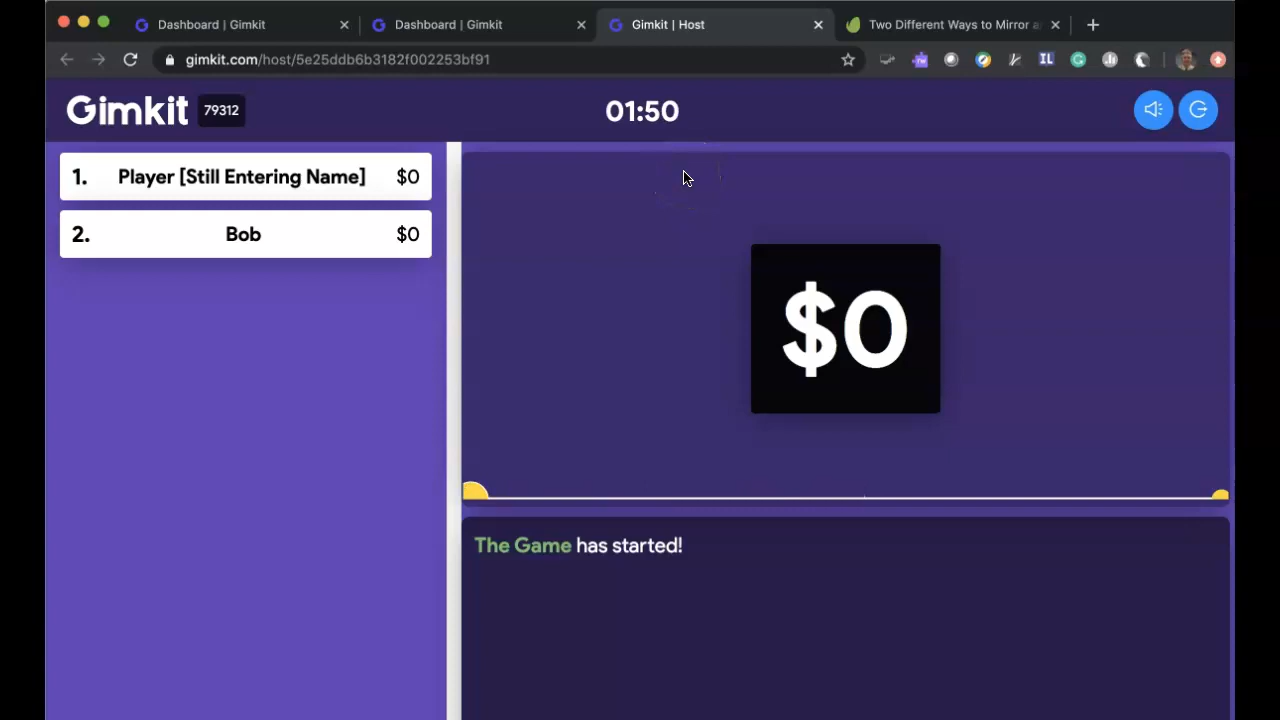 Dashboard | Gimkit
Dashboard | Gimkit
Gimkit | Host
Two Different Ways to Mirror a
gimkit.com/host/5e25ddb6b3182f002253bf91
IL
Gimkit 79312
01:50
1. Player [Still Entering Name] $0
2. Bob $0
$0
The Game has started!